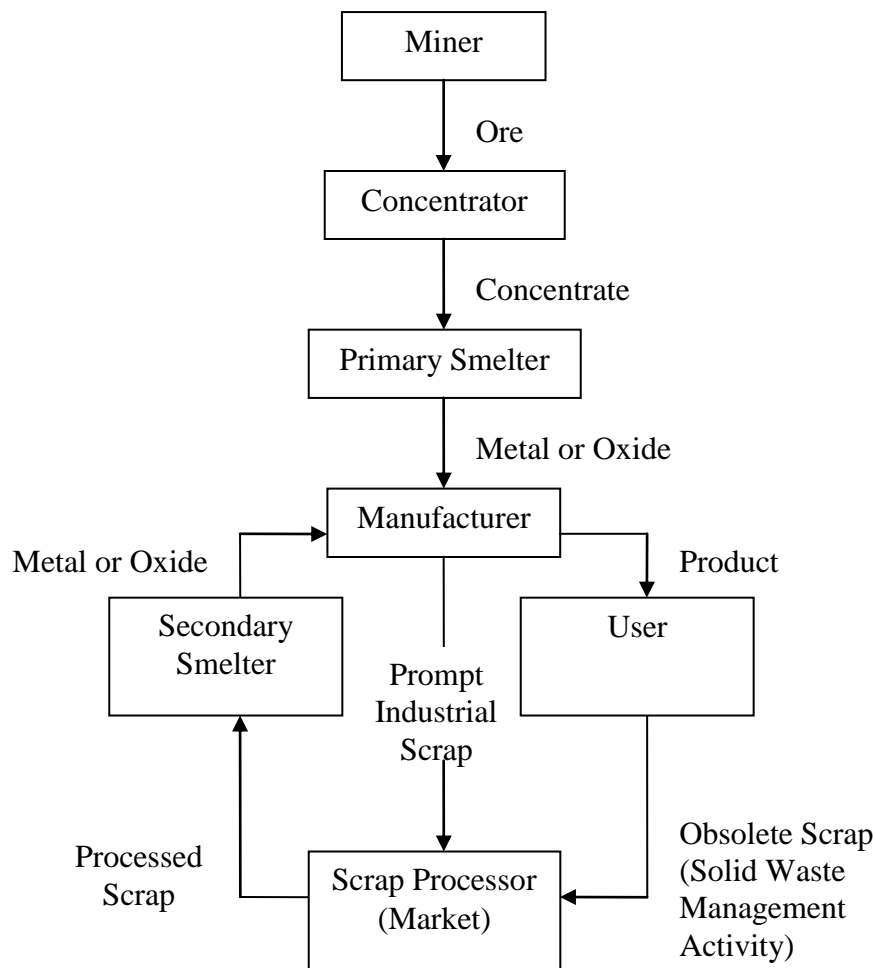 Miner
Ore
Concentrator
Concentrate
Primary Smelter
Metal or Oxide
Manufacturer
Metal or Oxide
Product
Secondary
Smelter
User
Prompt
Industrial
Scrap
Processed
Scrap
Scrap Processor
(Market)
Obsolete Scrap
(Solid Waste
Management
Activity)